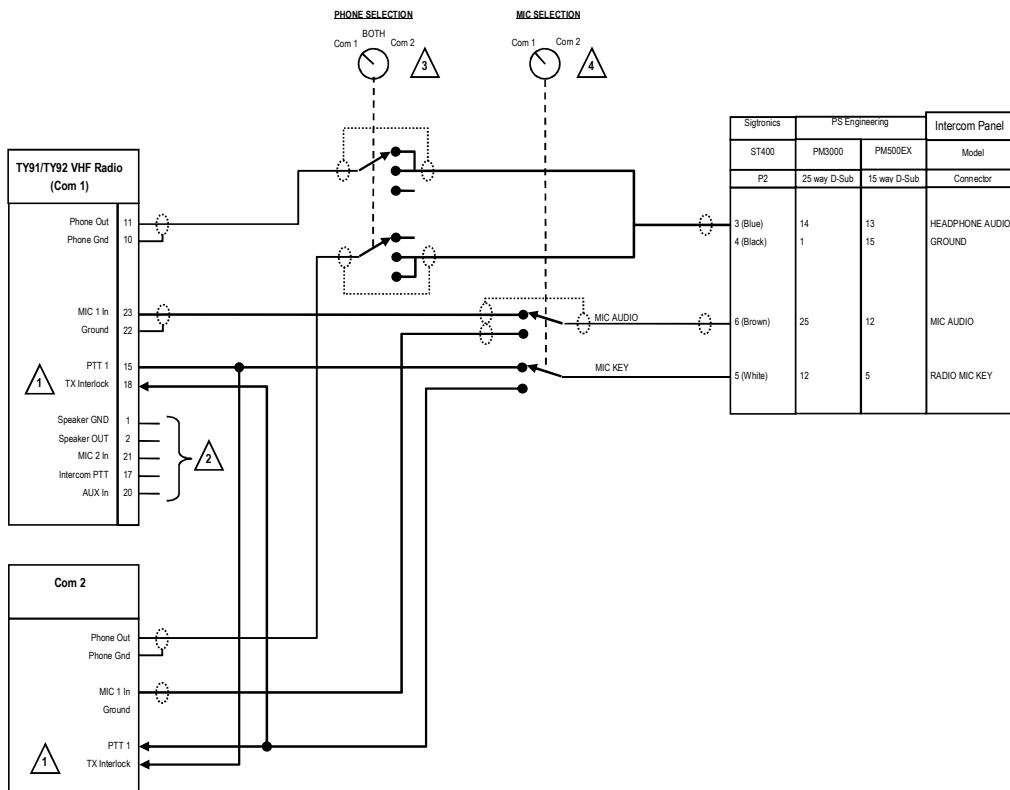 PHONE SELECTION
BOTH
Com 1
Com 2
3
MIC SELECTION
Com 1
Com 2
4
Sigtronics
PS Engineering
Intercom Panel
ST400
PM3000
PM500EX
Model
P2
25 way D-Sub
15 way D-Sub
Connector
3 (Blue)
14
13
HEADPHONE AUDIO
4 (Black)
1
15
GROUND
6 (Brown)
25
12
MIC AUDIO
5 (White)
12
5
RADIO MIC KEY
MIC AUDIO
MIC KEY
TY91/TY92 VHF Radio
(Com 1)
Phone Out
11
Phone Gnd
10
MIC 1 In
23
Ground
22
PTT 1
15
TX Interlock
18
1
Speaker GND
1
Speaker OUT
2
MIC 2 In
21
Intercom PTT
17
AUX In
20
2
Com 2
Phone Out
Phone Gnd
MIC 1 In
Ground
PTT 1
TX Interlock
1